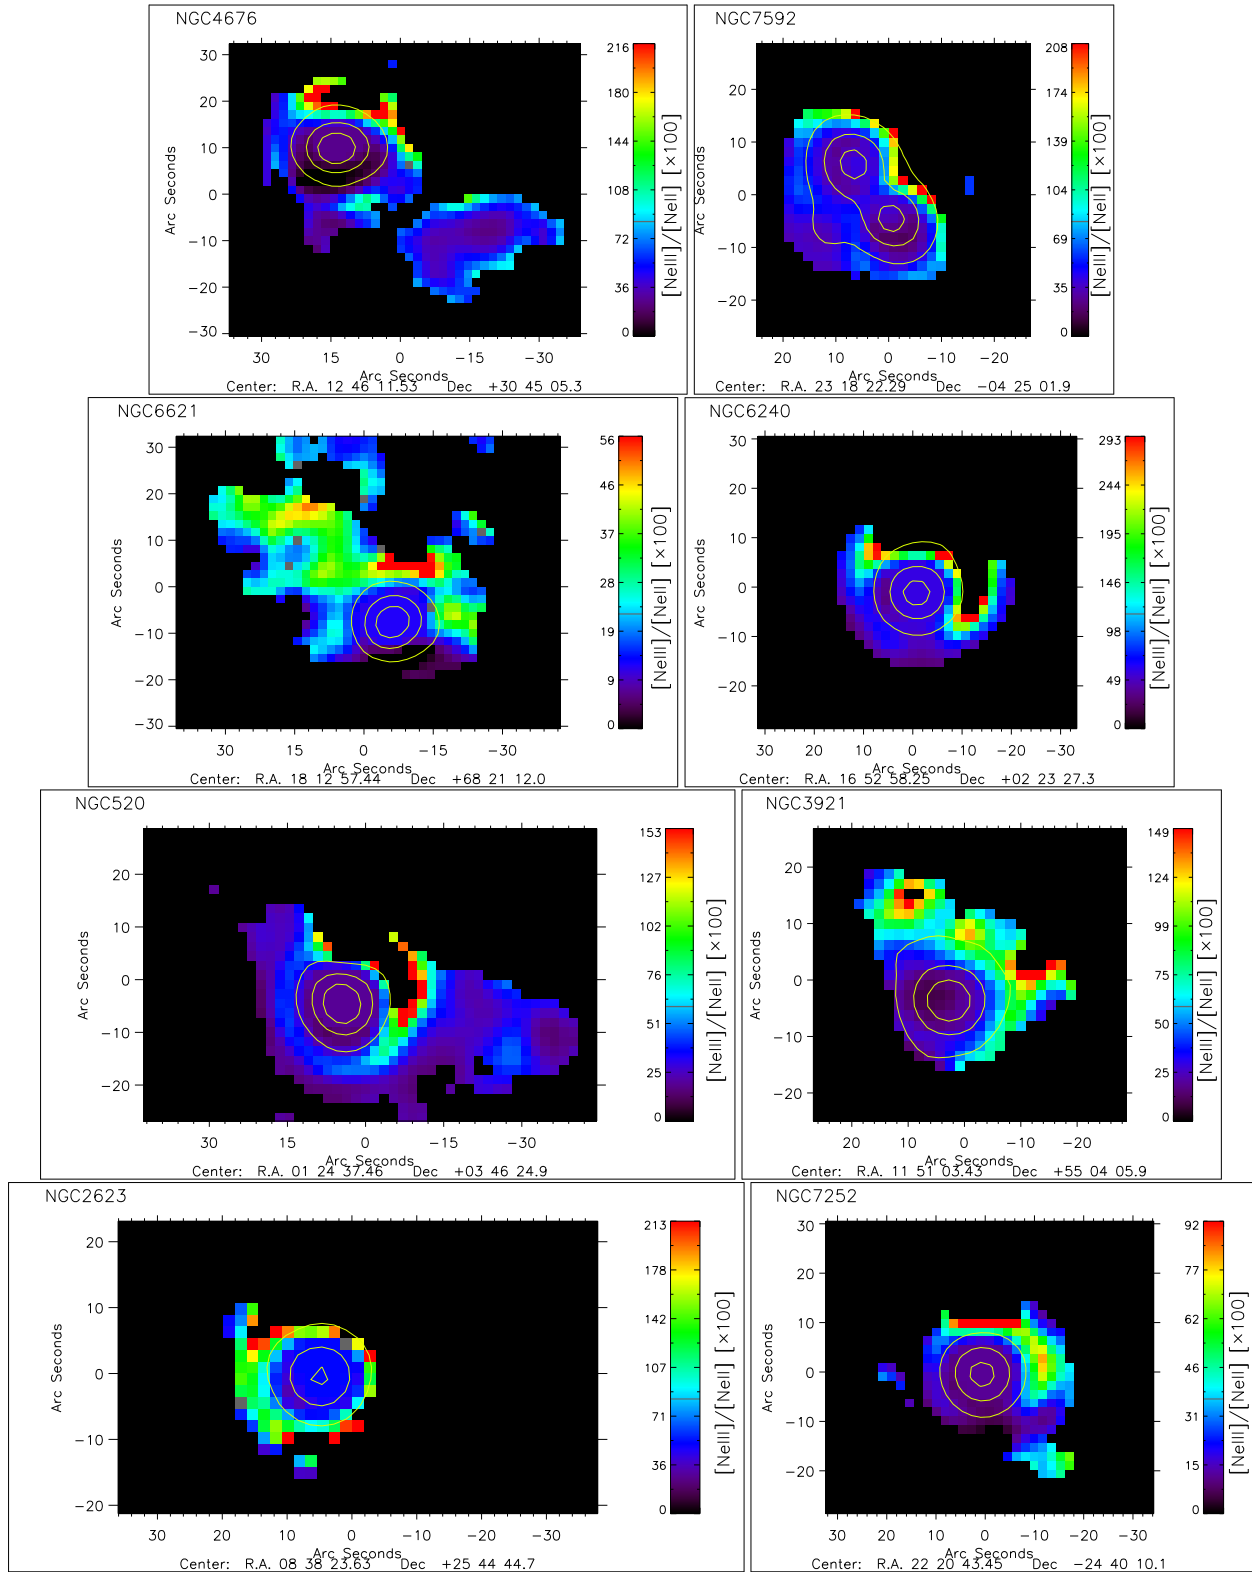 NGC4676
30
20
10
0
−10
−20
−30
Arc Seconds
30 15 0 −15 −30
Arc Seconds
Center: R.A. 12 46 11.53 Dec +30 45 05.3
216
180
144
108
72
36
0
[NeIII]/[NeII] [×100]
NGC7592
20
10
0
−10
−20
Arc Seconds
20 10 0 −10 −20
Arc Seconds
Center: R.A. 23 18 22.29 Dec −04 25 01.9
208
174
139
104
69
35
0
[NeIII]/[NeII] [×100]
NGC6621
30
20
10
0
−10
−20
−30
Arc Seconds
30 15 0 −15 −30
Arc Seconds
Center: R.A. 18 12 57.44 Dec +68 21 12.0
56
46
37
28
19
9
0
[NeIII]/[NeII] [×100]
NGC6240
30
20
10
0
−10
−20
Arc Seconds
30 20 10 0 −10 −20 −30
Arc Seconds
Center: R.A. 16 52 58.25 Dec +02 23 27.3
293
244
195
146
98
49
0
[NeIII]/[NeII] [×100]
NGC520
20
10
0
−10
−20
Arc Seconds
30 15 0 −15 −30
Arc Seconds
Center: R.A. 01 24 37.46 Dec +03 46 24.9
153
127
102
76
51
25
0
[NeIII]/[NeII] [×100]
NGC3921
20
10
0
−10
−20
Arc Seconds
20 10 0 −10 −20
Arc Seconds
Center: R.A. 11 51 03.43 Dec +55 04 05.9
149
124
99
74
50
25
0
[NeIII]/[NeII] [×100]
NGC2623
20
10
0
−10
−20
Arc Seconds
30 20 10 0 −10 −20 −30
Arc Seconds
Center: R.A. 08 38 23.63 Dec +25 44 44.7
213
178
142
107
71
36
0
[NeIII]/[NeII] [×100]
NGC7252
30
20
10
0
−10
−20
Arc Seconds
30 20 10 0 −10 −20 −30
Arc Seconds
Center: R.A. 22 20 43.45 Dec −24 40 10.1
92
77
61
46
31
15
0
[NeIII]/[NeII] [×100]